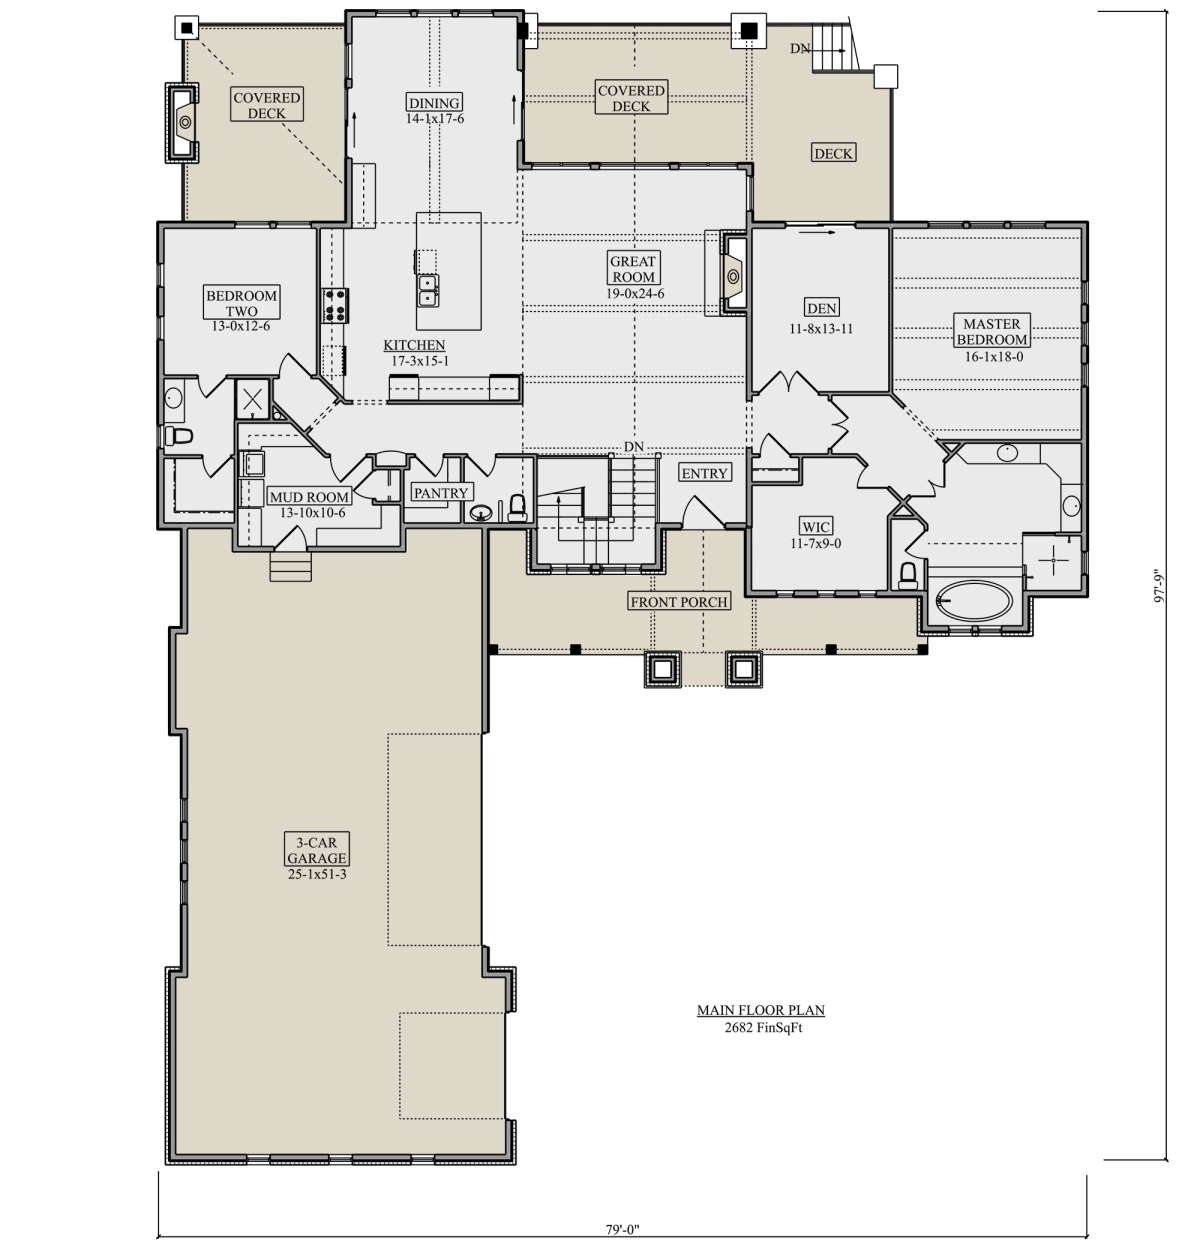 DN
COVERED
DECK
DINING
14-1x17-6
COVERED
DECK
DECK
GREAT
ROOM
19-0x24-6
BEDROOM
TWO
13-0x12-6
DEN
11-8x13-11
MASTER
BEDROOM
16-1x18-0
KITCHEN
17-3x15-1
DN
ENTRY
MUD ROOM
13-10x10-6
PANTRY
WIC
11-7x9-0
FRONT PORCH
97'-9"
3-CAR
GARAGE
25-1x51-3
MAIN FLOOR PLAN
2682 FinSqFt
79'-0"